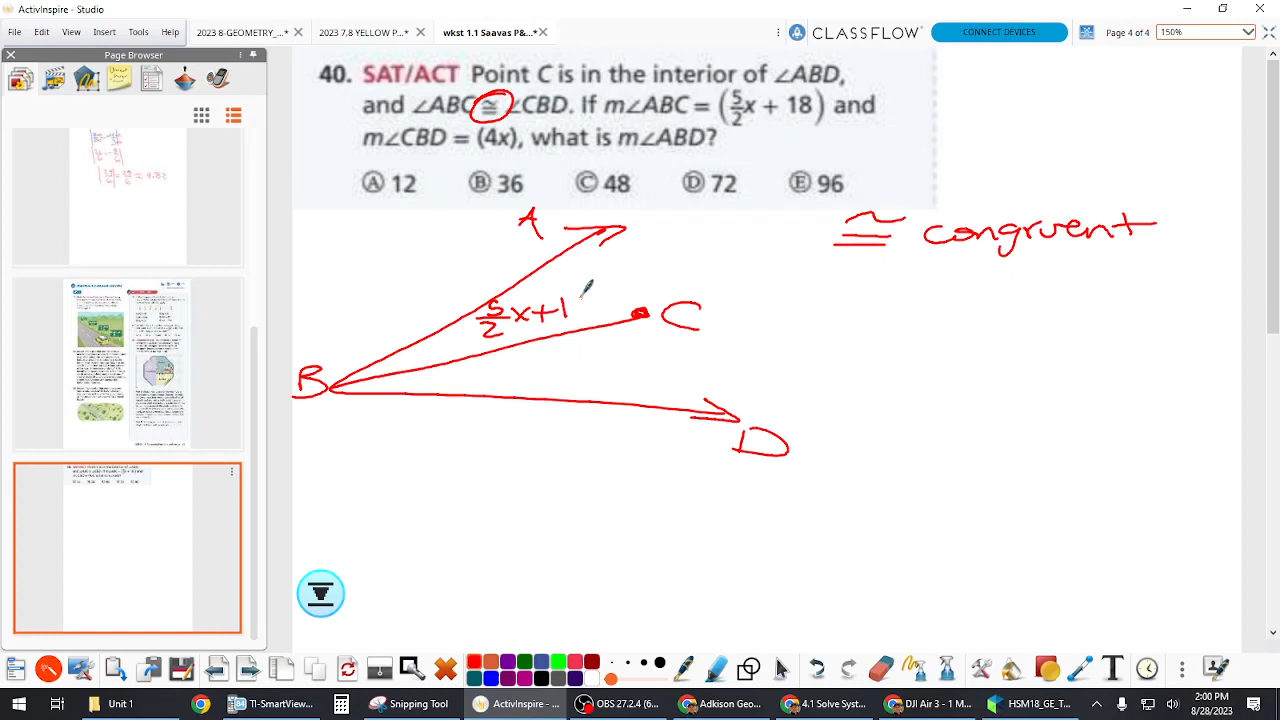 ActivInspire - Studio
File Edit View Insert Tools Help
2023 8-GEOMETRY_...*
2023 7,8 YELLOW P...*
wkst 1.1 Saavas P&...*
CLASSFLOW
CONNECT DEVICES
Page 4 of 4
150%
Page Browser
40. SAT/ACT Point C is in the interior of ∠ABD,
and ∠ABC ≅ ∠CBD. If m∠ABC = (5/2x + 18) and
m∠CBD = (4x), what is m∠ABD?
Ⓐ 12 Ⓑ 36 Ⓒ 48 Ⓓ 72 Ⓔ 96
A
≅ congruent
5/2x+1
C
B
D
Unit 1
TI-SmartView...
Snipping Tool
ActivInspire - ...
OBS 27.2.4 (6...
Adkison Geo...
4.1 Solve Syst...
DJI Air 3 - 1 M...
HSM18_GE_T...
2:00 PM
8/28/2023